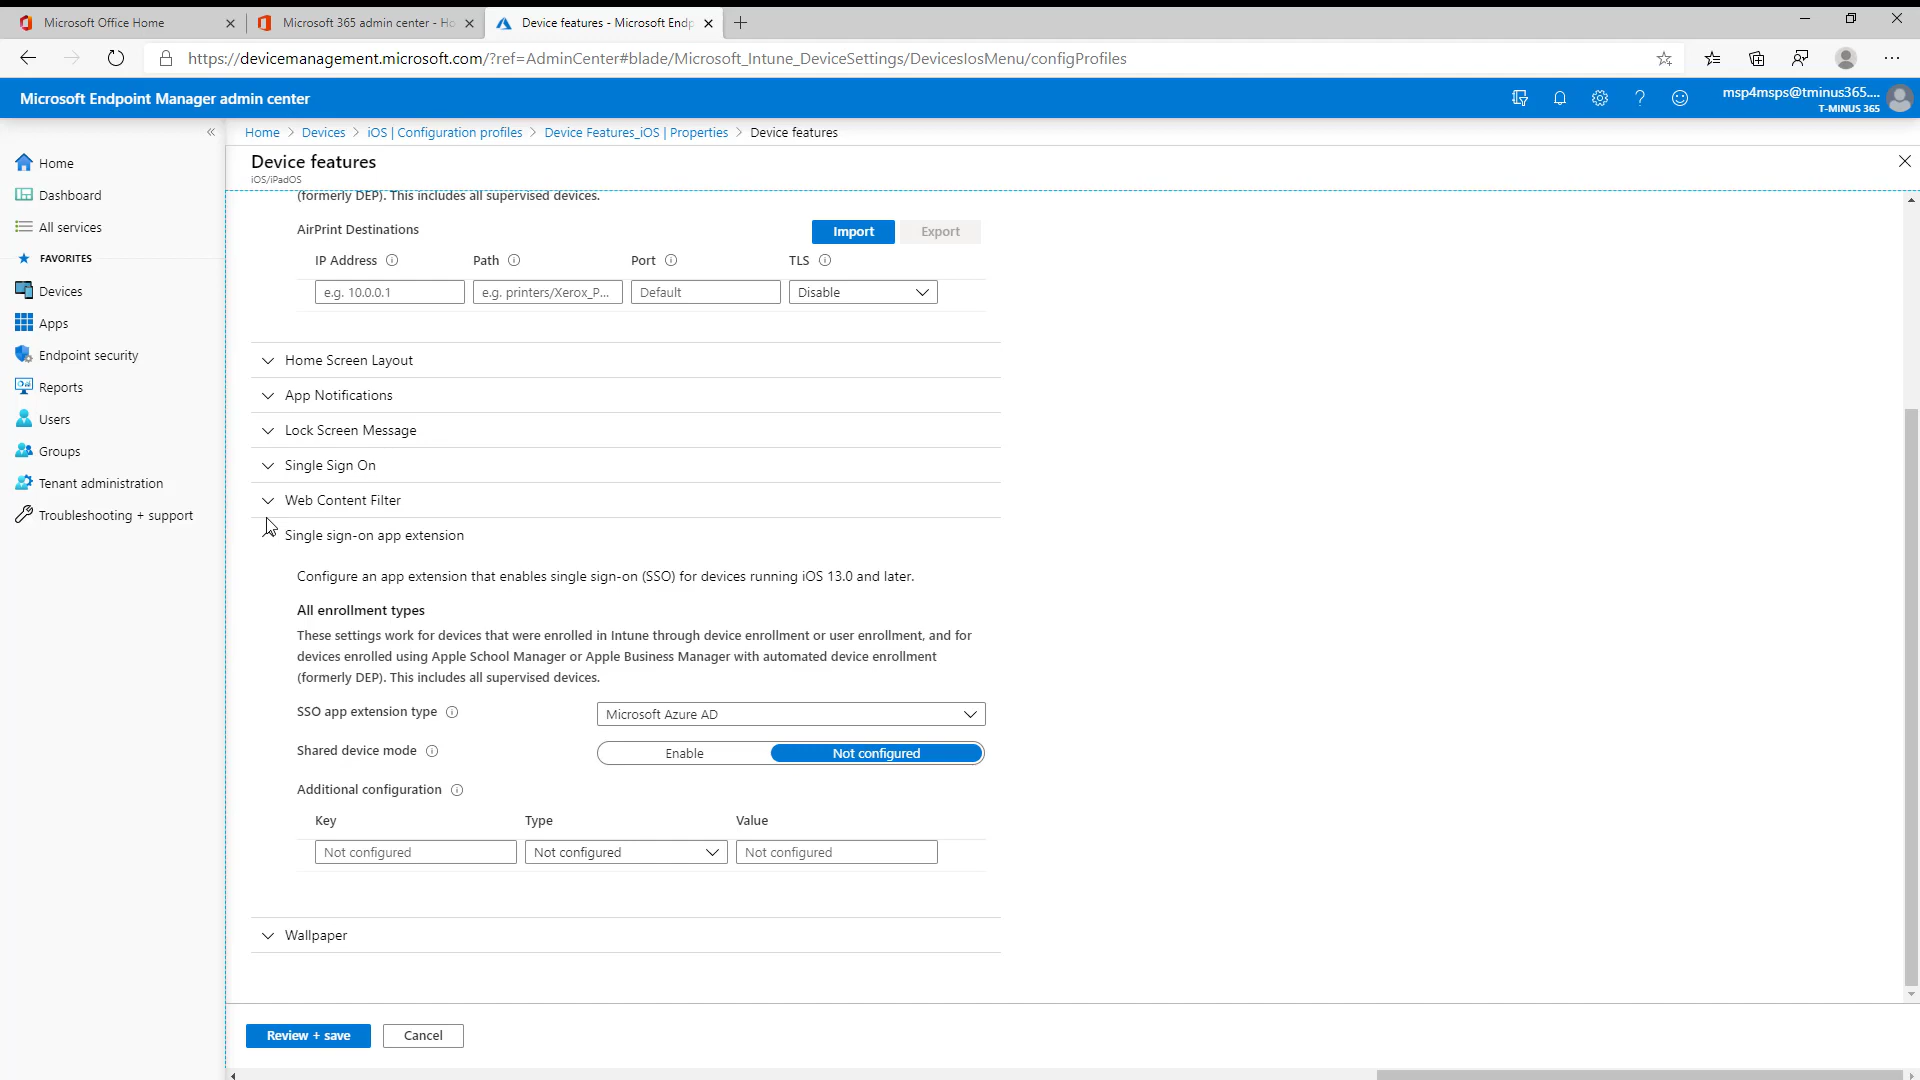 Microsoft Office Home
Microsoft 365 admin center - Ho
Device features - Microsoft Endp
https://devicemanagement.microsoft.com/?ref=AdminCenter#blade/Microsoft_Intune_DeviceSettings/DevicesIosMenu/configProfiles
Microsoft Endpoint Manager admin center
msp4msps@tminus365....
T-MINUS 365
Home > Devices > iOS | Configuration profiles > Device Features_iOS | Properties > Device features
Device features
iOS/iPadOS
Home
Dashboard
All services
FAVORITES
Devices
Apps
Endpoint security
Reports
Users
Groups
Tenant administration
Troubleshooting + support
(formerly DEP). This includes all supervised devices.
AirPrint Destinations
Import
Export
IP Address Path Port TLS
e.g. 10.0.0.1 e.g. printers/Xerox_P... Default Disable
Home Screen Layout
App Notifications
Lock Screen Message
Single Sign On
Web Content Filter
Single sign-on app extension
Configure an app extension that enables single sign-on (SSO) for devices running iOS 13.0 and later.
All enrollment types
These settings work for devices that were enrolled in Intune through device enrollment or user enrollment, and for
devices enrolled using Apple School Manager or Apple Business Manager with automated device enrollment
(formerly DEP). This includes all supervised devices.
SSO app extension type Microsoft Azure AD
Shared device mode Enable Not configured
Additional configuration
Key Type Value
Not configured Not configured Not configured
Wallpaper
Review + save Cancel